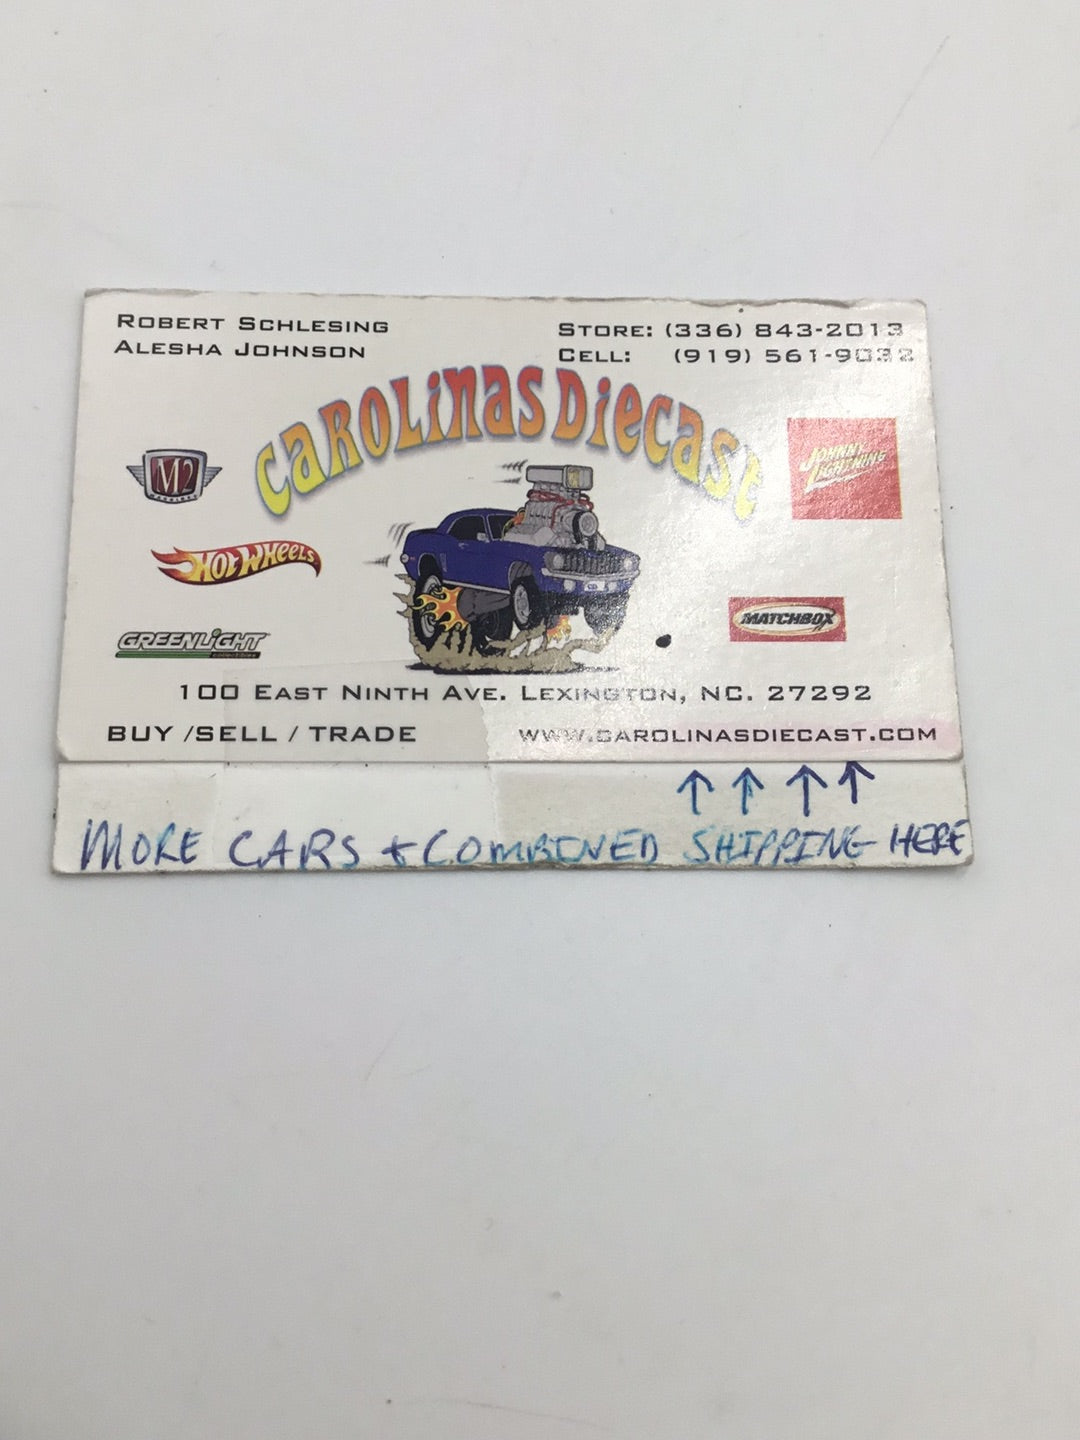 ROBERT SCHLESING
ALESHA JOHNSON
STORE: (336) 843-2013
CELL: (919) 561-9032
CAROLINAS DIECAST
M2
MACHINES
JOHNNY LIGHTNING
HOT WHEELS
GREENLIGHT
collectibles
MATCHBOX
100 EAST NINTH AVE. LEXINGTON, NC. 27292
BUY /SELL / TRADE
WWW.CAROLINASDIECAST.COM
↑ ↑ ↑ ↑
MORE CARS + COMBINED SHIPPING HERE